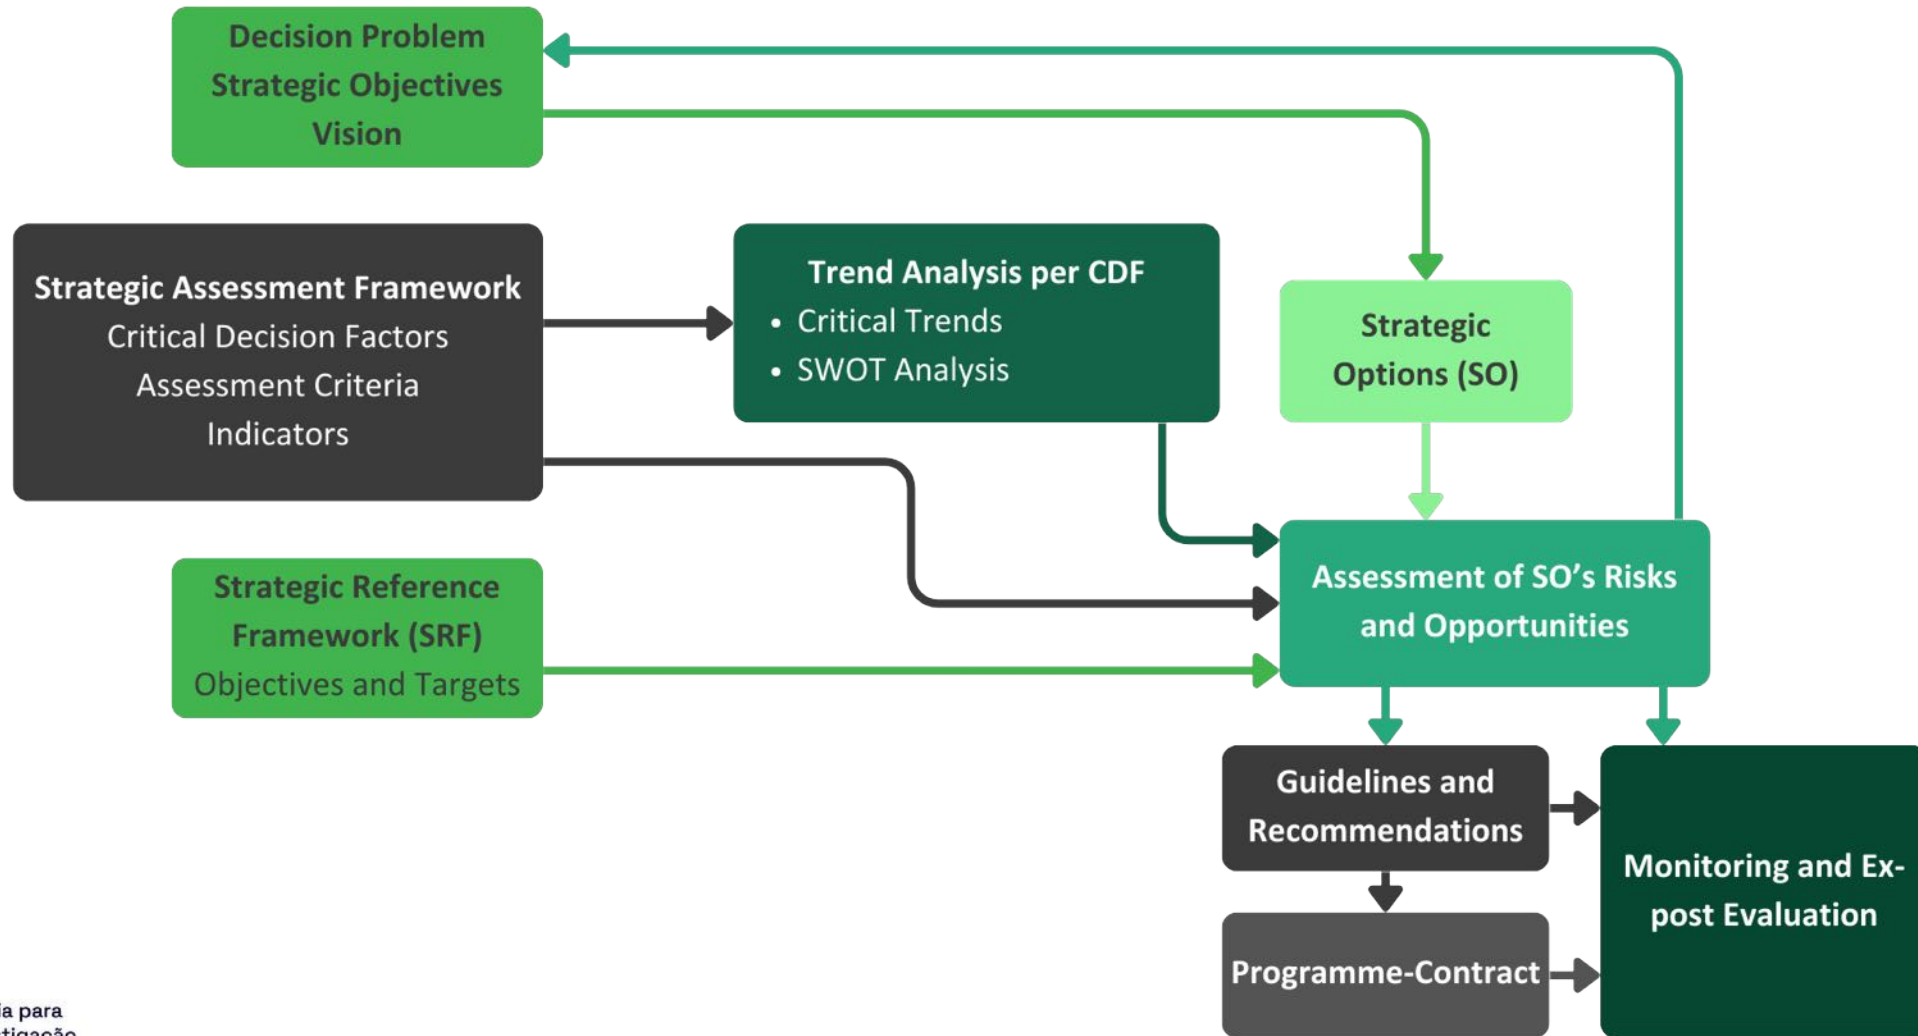 Decision Problem
Strategic Objectives
Vision
Strategic Assessment Framework
Critical Decision Factors
Assessment Criteria
Indicators
Trend Analysis per CDF
• Critical Trends
• SWOT Analysis
Strategic
Options (SO)
Strategic Reference
Framework (SRF)
Objectives and Targets
Assessment of SO’s Risks
and Opportunities
Guidelines and
Recommendations
Monitoring and Ex-
post Evaluation
Programme-Contract
para